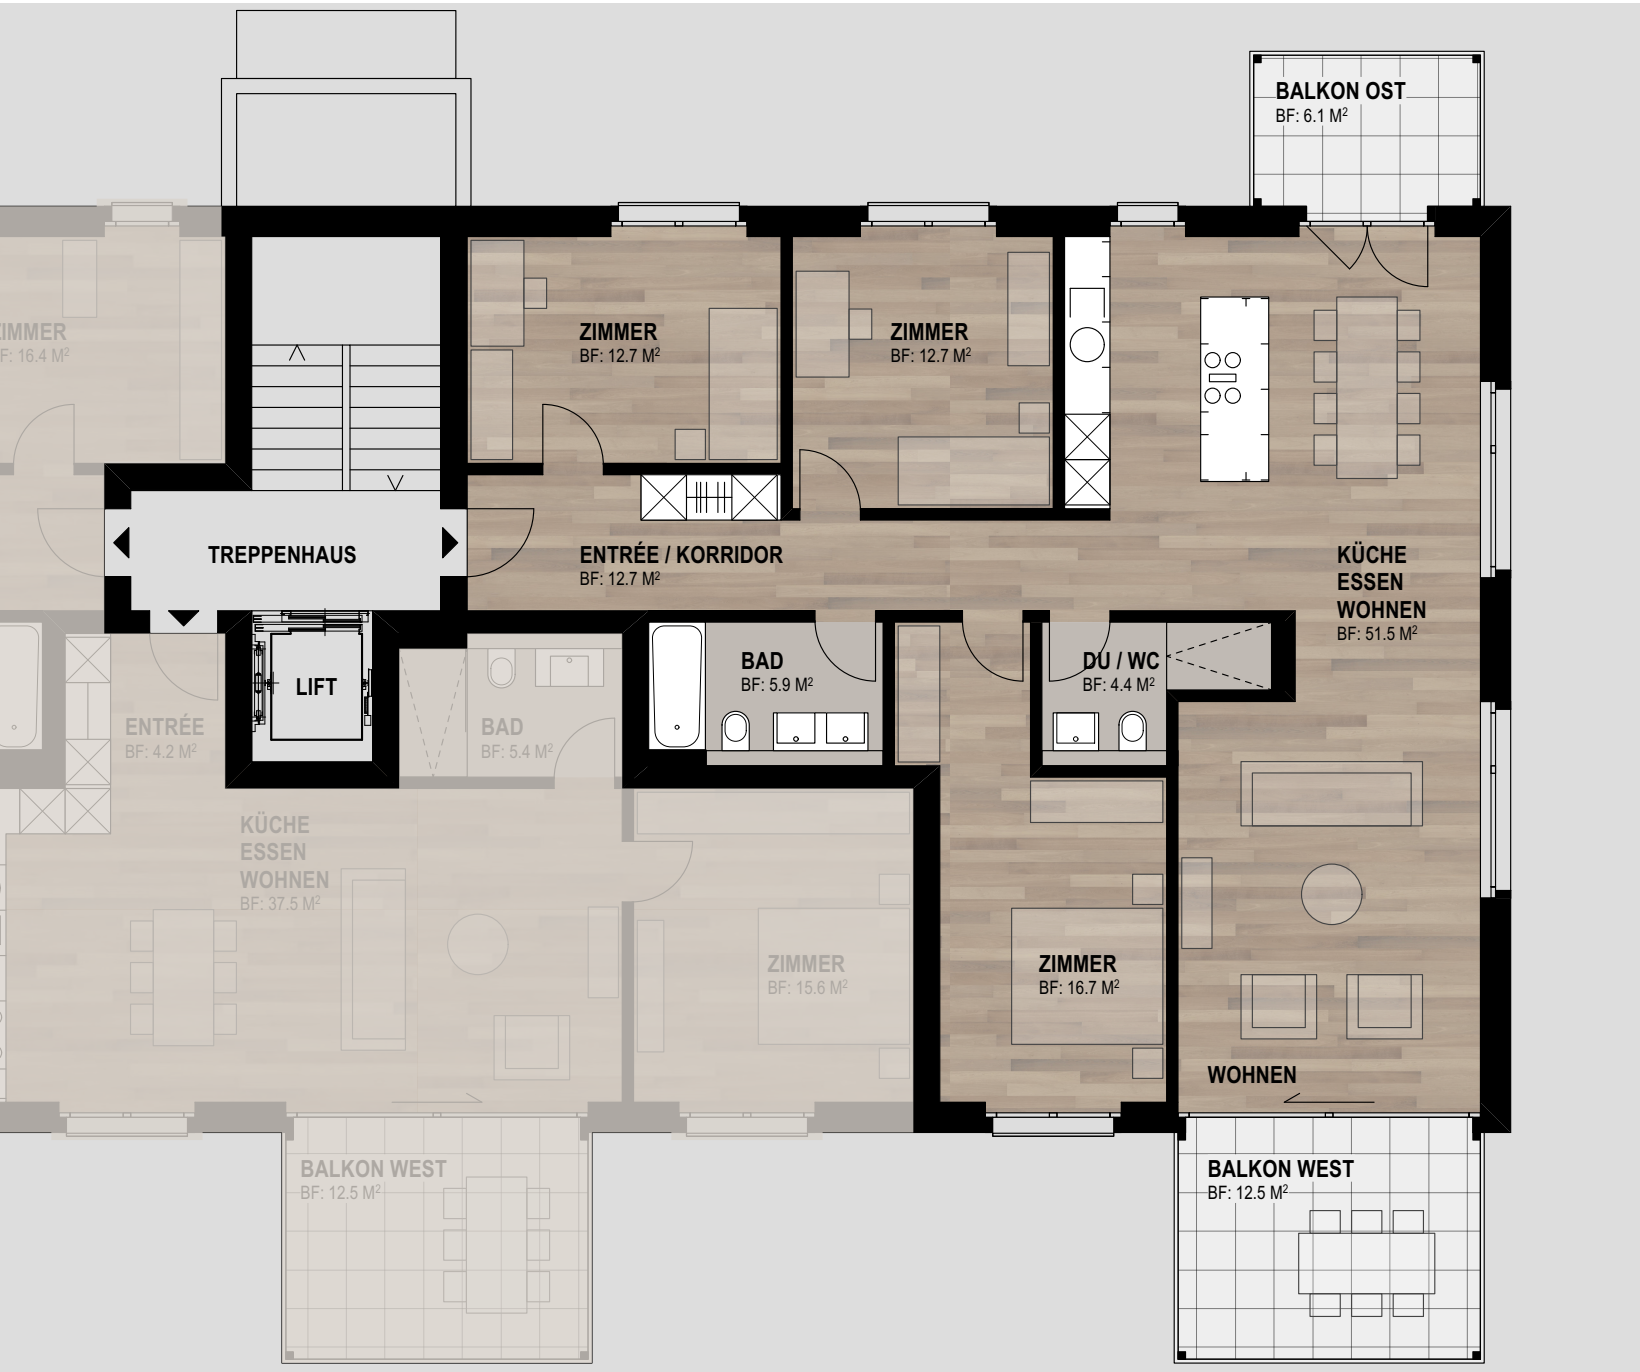 BALKON OST
BF: 6.1 M²
ZIMMER
BF: 16.4 M²
ZIMMER
BF: 12.7 M²
ZIMMER
BF: 12.7 M²
TREPPENHAUS
ENTRÉE / KORRIDOR
BF: 12.7 M²
KÜCHE
ESSEN
WOHNEN
BF: 51.5 M²
LIFT
BAD
BF: 5.9 M²
DU / WC
BF: 4.4 M²
ENTRÉE
BF: 4.2 M²
BAD
BF: 5.4 M²
KÜCHE
ESSEN
WOHNEN
BF: 37.5 M²
ZIMMER
BF: 15.6 M²
ZIMMER
BF: 16.7 M²
WOHNEN
BALKON WEST
BF: 12.5 M²
BALKON WEST
BF: 12.5 M²